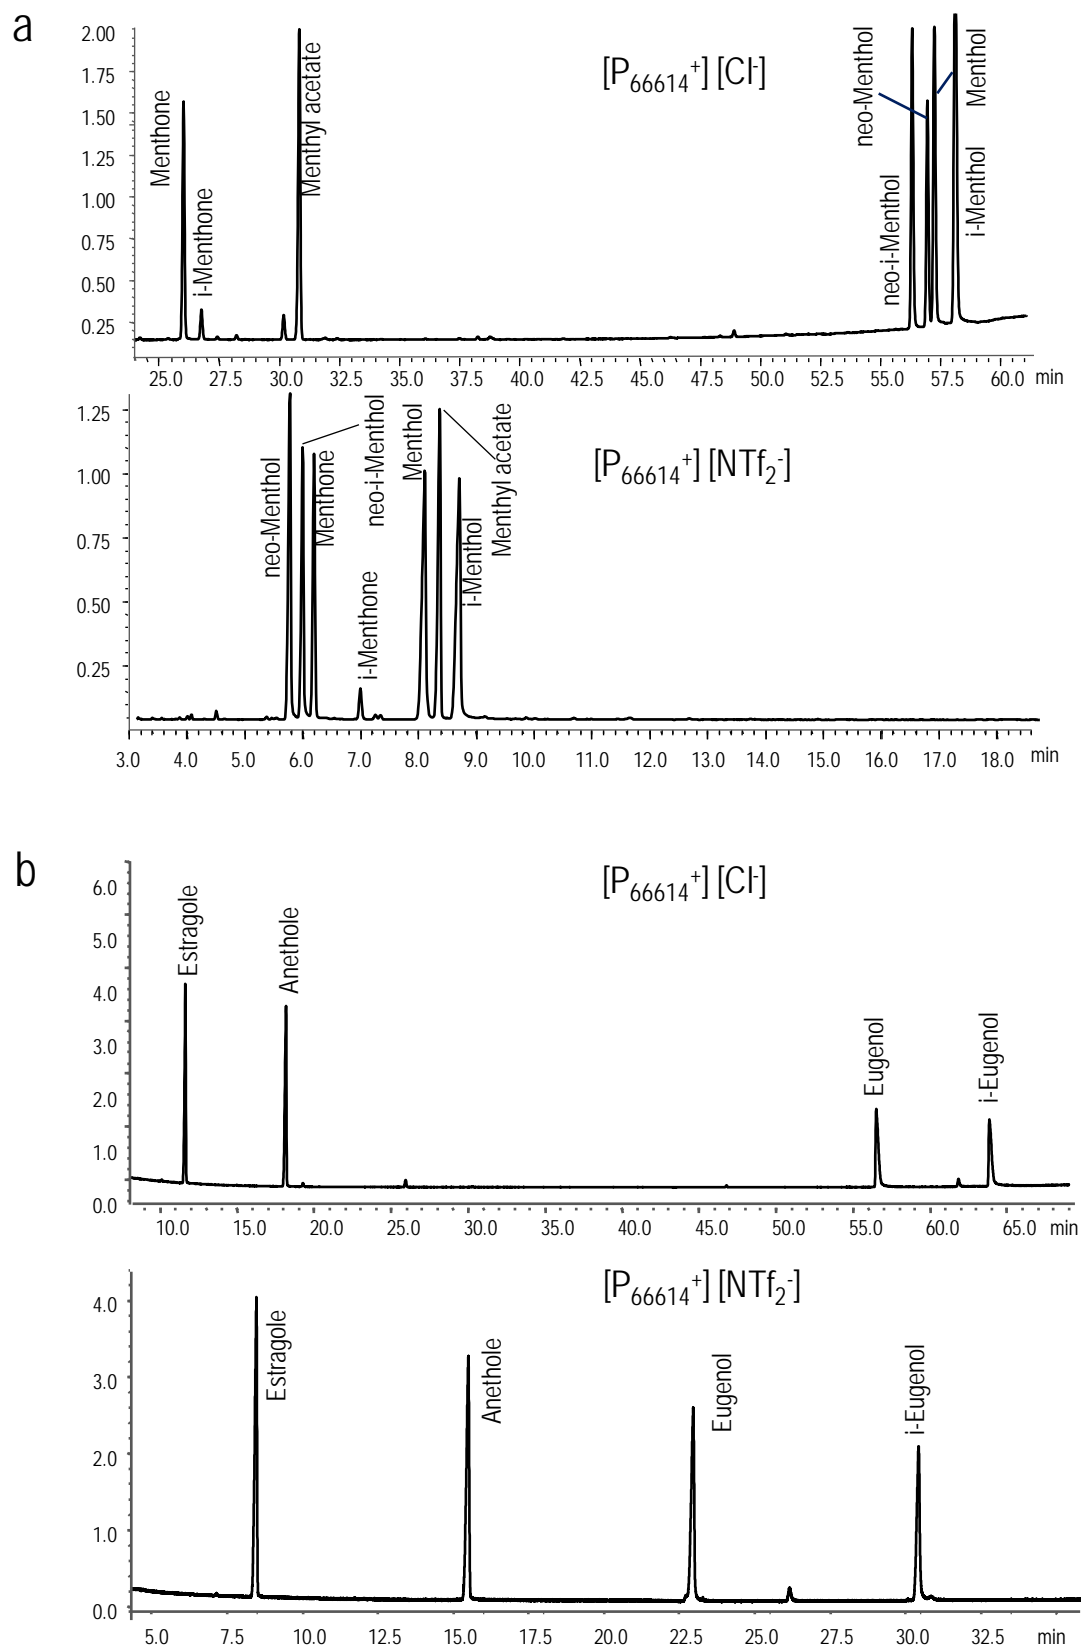 a
[P66614+] [Cl-]
2.00
1.75
1.50
1.25
1.00
0.75
0.50
0.25
Menthone
i-Menthone
Menthyl acetate
neo-i-Menthol
neo-Menthol
Menthol
i-Menthol
25.0 27.5 30.0 32.5 35.0 37.5 40.0 42.5 45.0 47.5 50.0 52.5 55.0 57.5 60.0 min
[P66614+] [NTf2-]
1.25
1.00
0.75
0.50
0.25
neo-Menthol
neo-i-Menthol
Menthone
i-Menthone
Menthol
Menthyl acetate
i-Menthol
3.0 4.0 5.0 6.0 7.0 8.0 9.0 10.0 11.0 12.0 13.0 14.0 15.0 16.0 17.0 18.0 min
b
[P66614+] [Cl-]
6.0
5.0
4.0
3.0
2.0
1.0
0.0
Estragole
Anethole
Eugenol
i-Eugenol
10.0 15.0 20.0 25.0 30.0 35.0 40.0 45.0 50.0 55.0 60.0 65.0 min
[P66614+] [NTf2-]
4.0
3.0
2.0
1.0
0.0
Estragole
Anethole
Eugenol
i-Eugenol
5.0 7.5 10.0 12.5 15.0 17.5 20.0 22.5 25.0 27.5 30.0 32.5 min